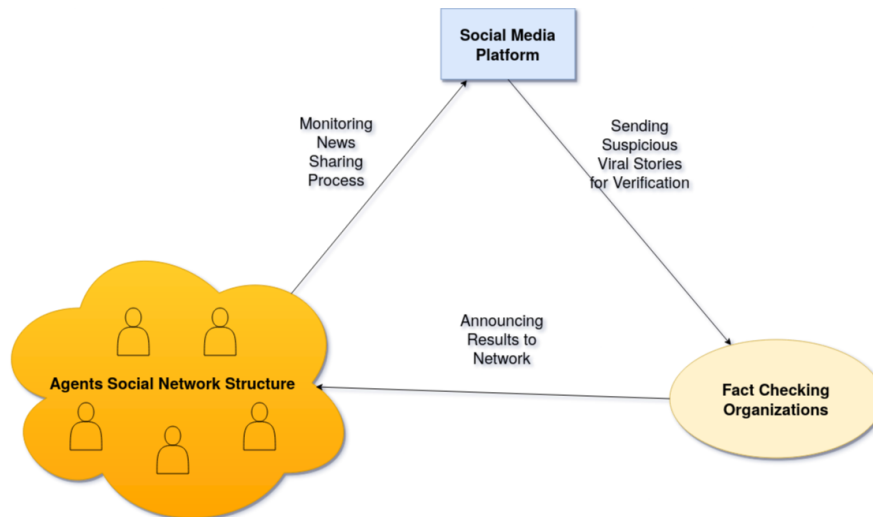 Social Media
Platform
Monitoring
News
Sharing
Process
Sending
Suspicious
Viral Stories
for Verification
Announcing
Results to
Network
Agents Social Network Structure
Fact Checking
Organizations